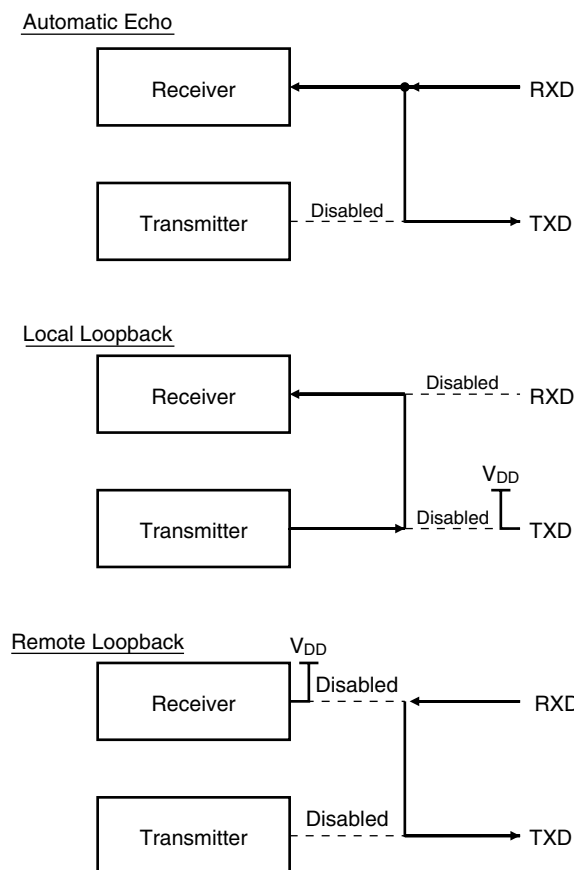 Automatic Echo
Receiver
RXD
Transmitter
Disabled
TXD
Local Loopback
Receiver
Disabled
RXD
VDD
Transmitter
Disabled
TXD
Remote Loopback
VDD
Receiver
Disabled
RXD
Transmitter
Disabled
TXD